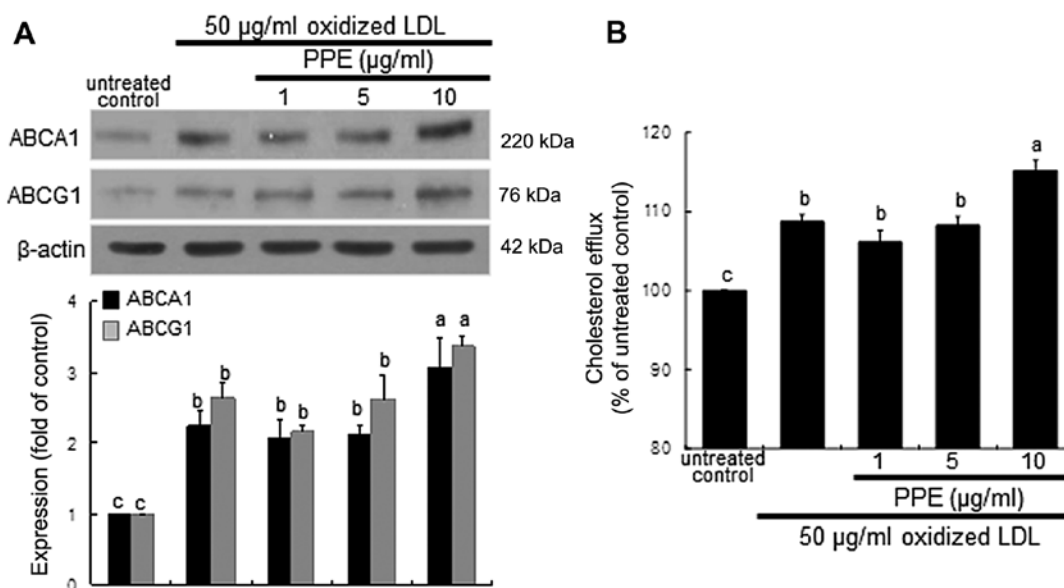 A
50 µg/ml oxidized LDL
PPE (µg/ml)
untreated
control
1 5 10
ABCA1 220 kDa
ABCG1 76 kDa
β-actin 42 kDa
Expression (fold of control)
4
3
2
1
0
ABCA1
ABCG1
c c
b b
b b
b b
a a
B
Cholesterol efflux
(% of untreated control)
120
110
100
90
80
c
b
b
b
a
untreated
control
1 5 10
PPE (µg/ml)
50 µg/ml oxidized LDL